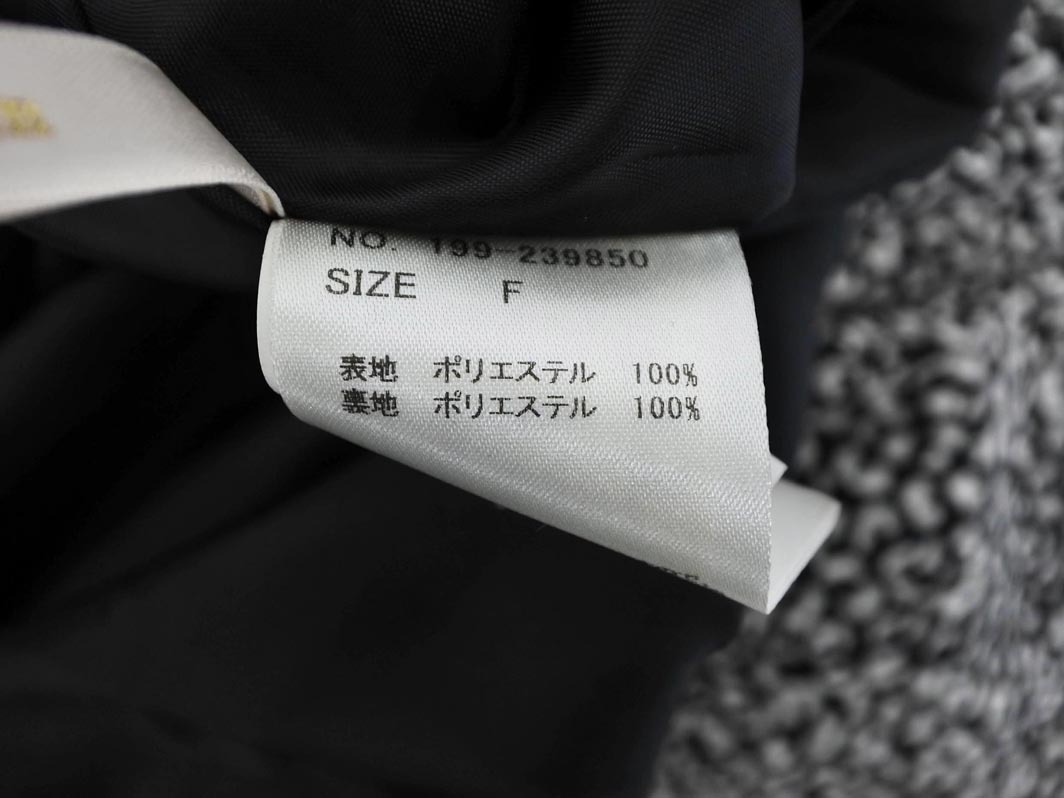 NO. 199-239850
SIZE F
表地 ポリエステル 100%
裏地 ポリエステル 100%